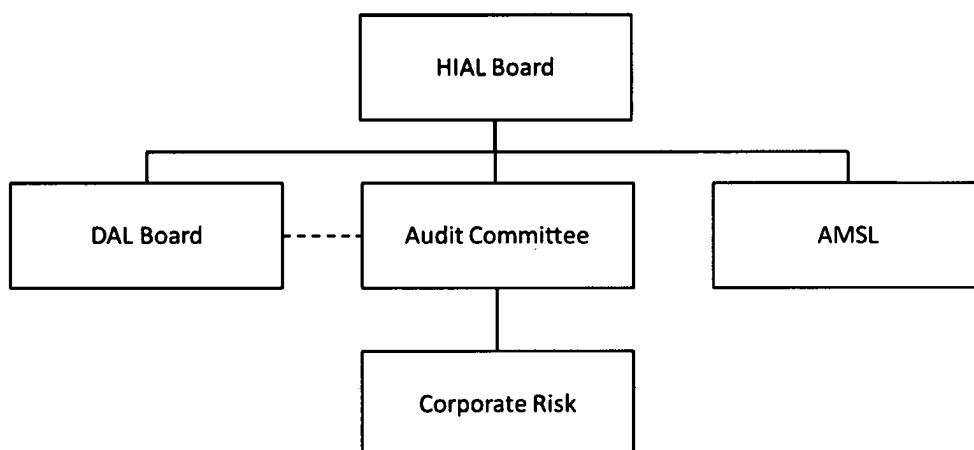 HIAL Board
DAL Board
Audit Committee
AMSL
Corporate Risk